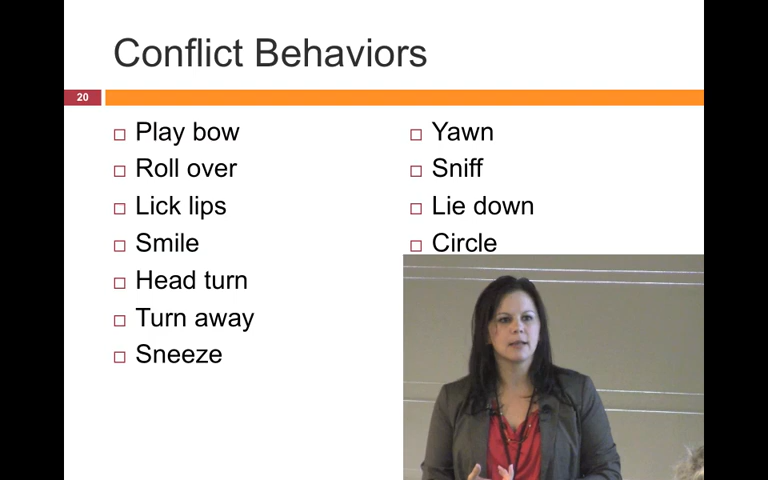 Conflict Behaviors
20
Play bow
Roll over
Lick lips
Smile
Head turn
Turn away
Sneeze
Yawn
Sniff
Lie down
Circle